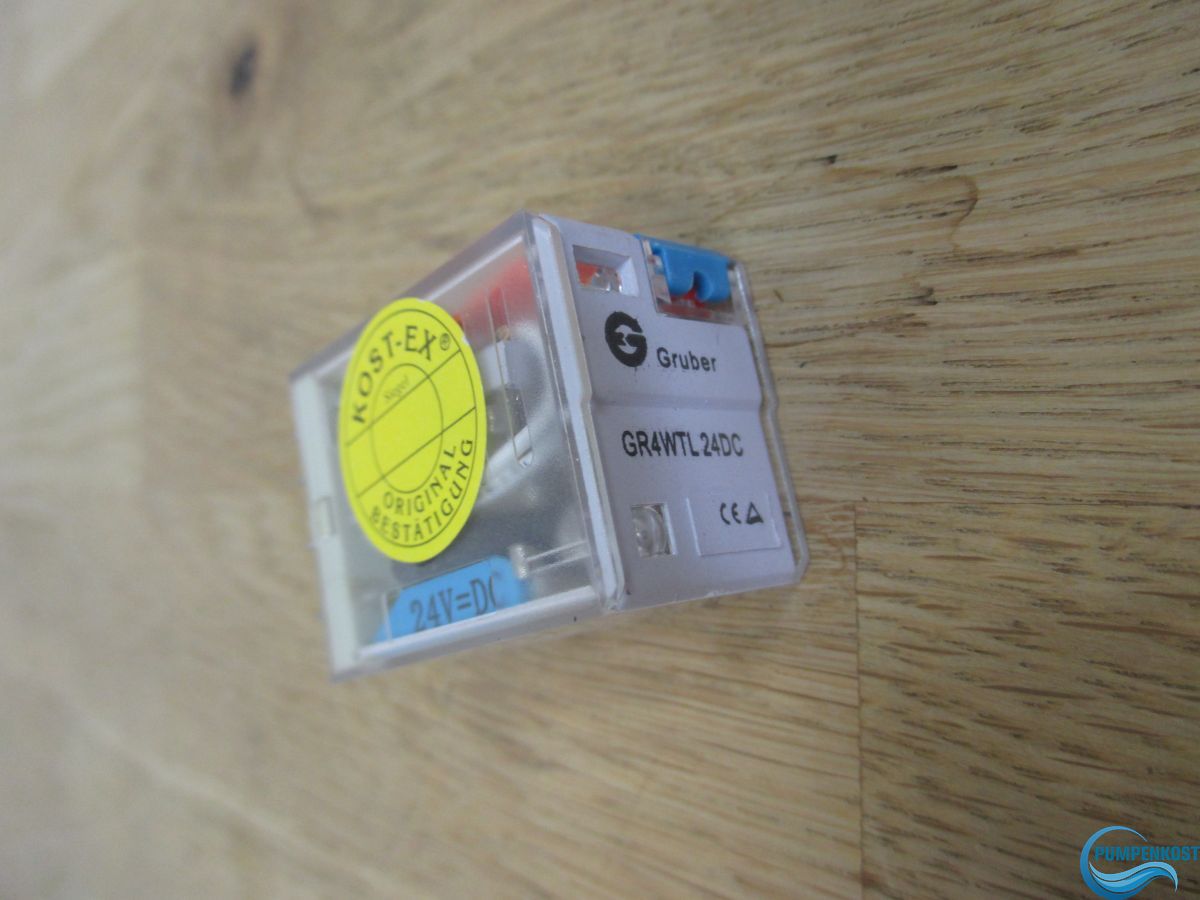 KOST-EX®
Siegel
ORIGINAL
BESTÄTIGUNG
24V=DC
Gruber
GR4WTL 24DC
CE
PUMPENKOST